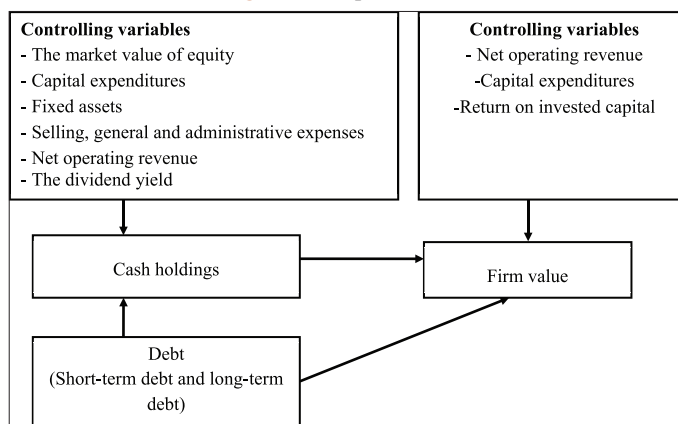 Controlling variables
- The market value of equity
- Capital expenditures
- Fixed assets
- Selling, general and administrative expenses
- Net operating revenue
- The dividend yield
Controlling variables
- Net operating revenue
-Capital expenditures
-Return on invested capital
Cash holdings
Firm value
Debt
(Short-term debt and long-term
debt)